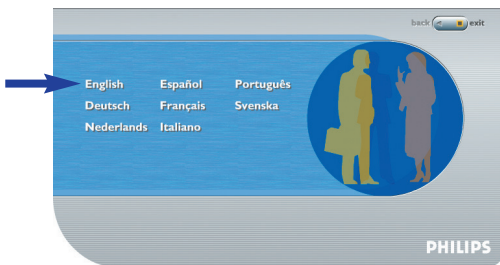 back exit
English Español Português
Deutsch Français Svenska
Nederlands Italiano
PHILIPS